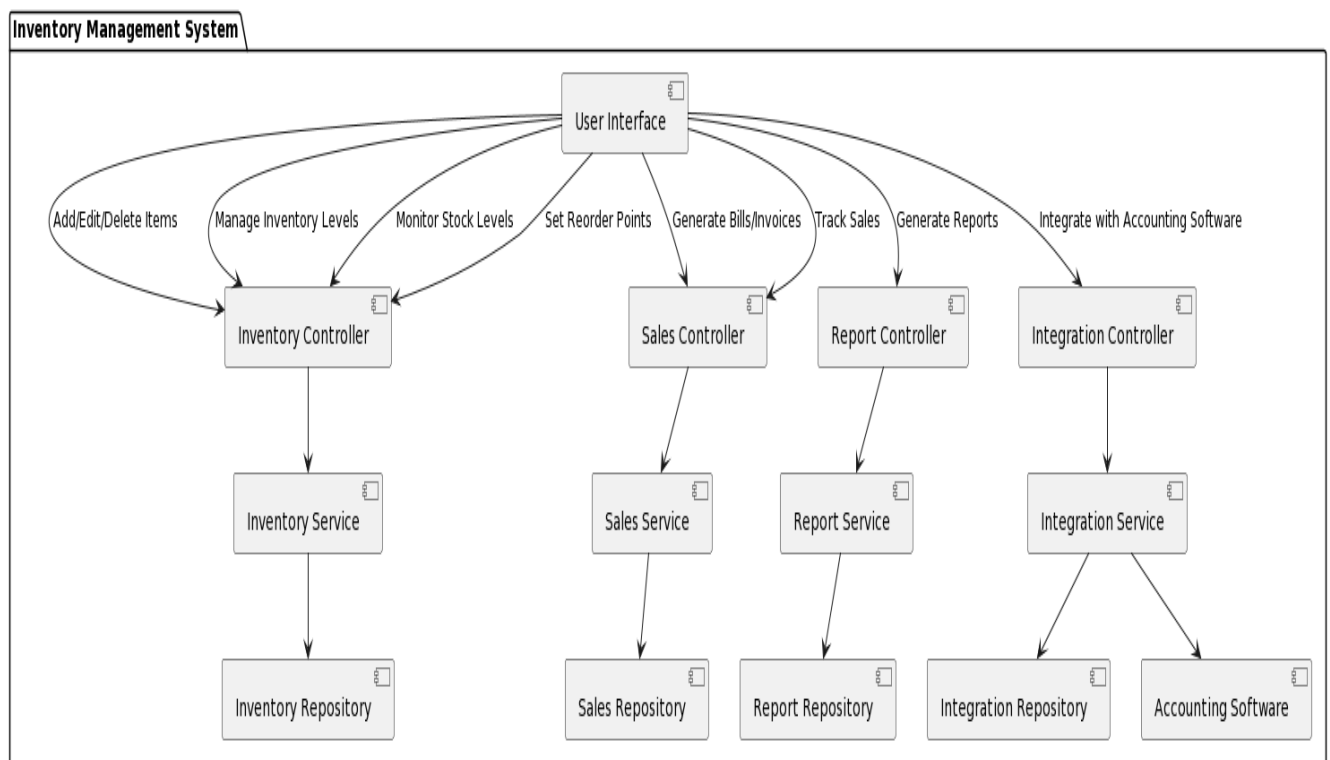 Inventory Management System
User Interface
Add/Edit/Delete Items
Manage Inventory Levels
Monitor Stock Levels
Set Reorder Points
Generate Bills/Invoices
Track Sales
Generate Reports
Integrate with Accounting Software
Inventory Controller
Sales Controller
Report Controller
Integration Controller
Inventory Service
Sales Service
Report Service
Integration Service
Inventory Repository
Sales Repository
Report Repository
Integration Repository
Accounting Software